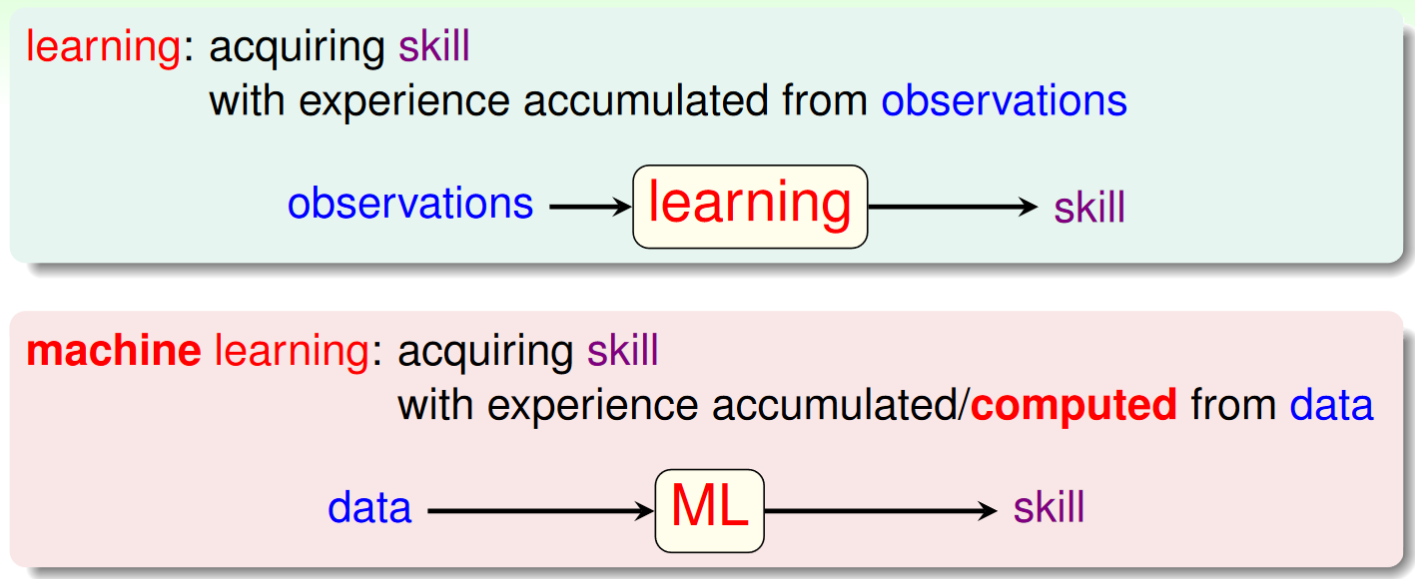 learning: acquiring skill
with experience accumulated from observations
observations learning skill
machine learning: acquiring skill
with experience accumulated/computed from data
data ML skill